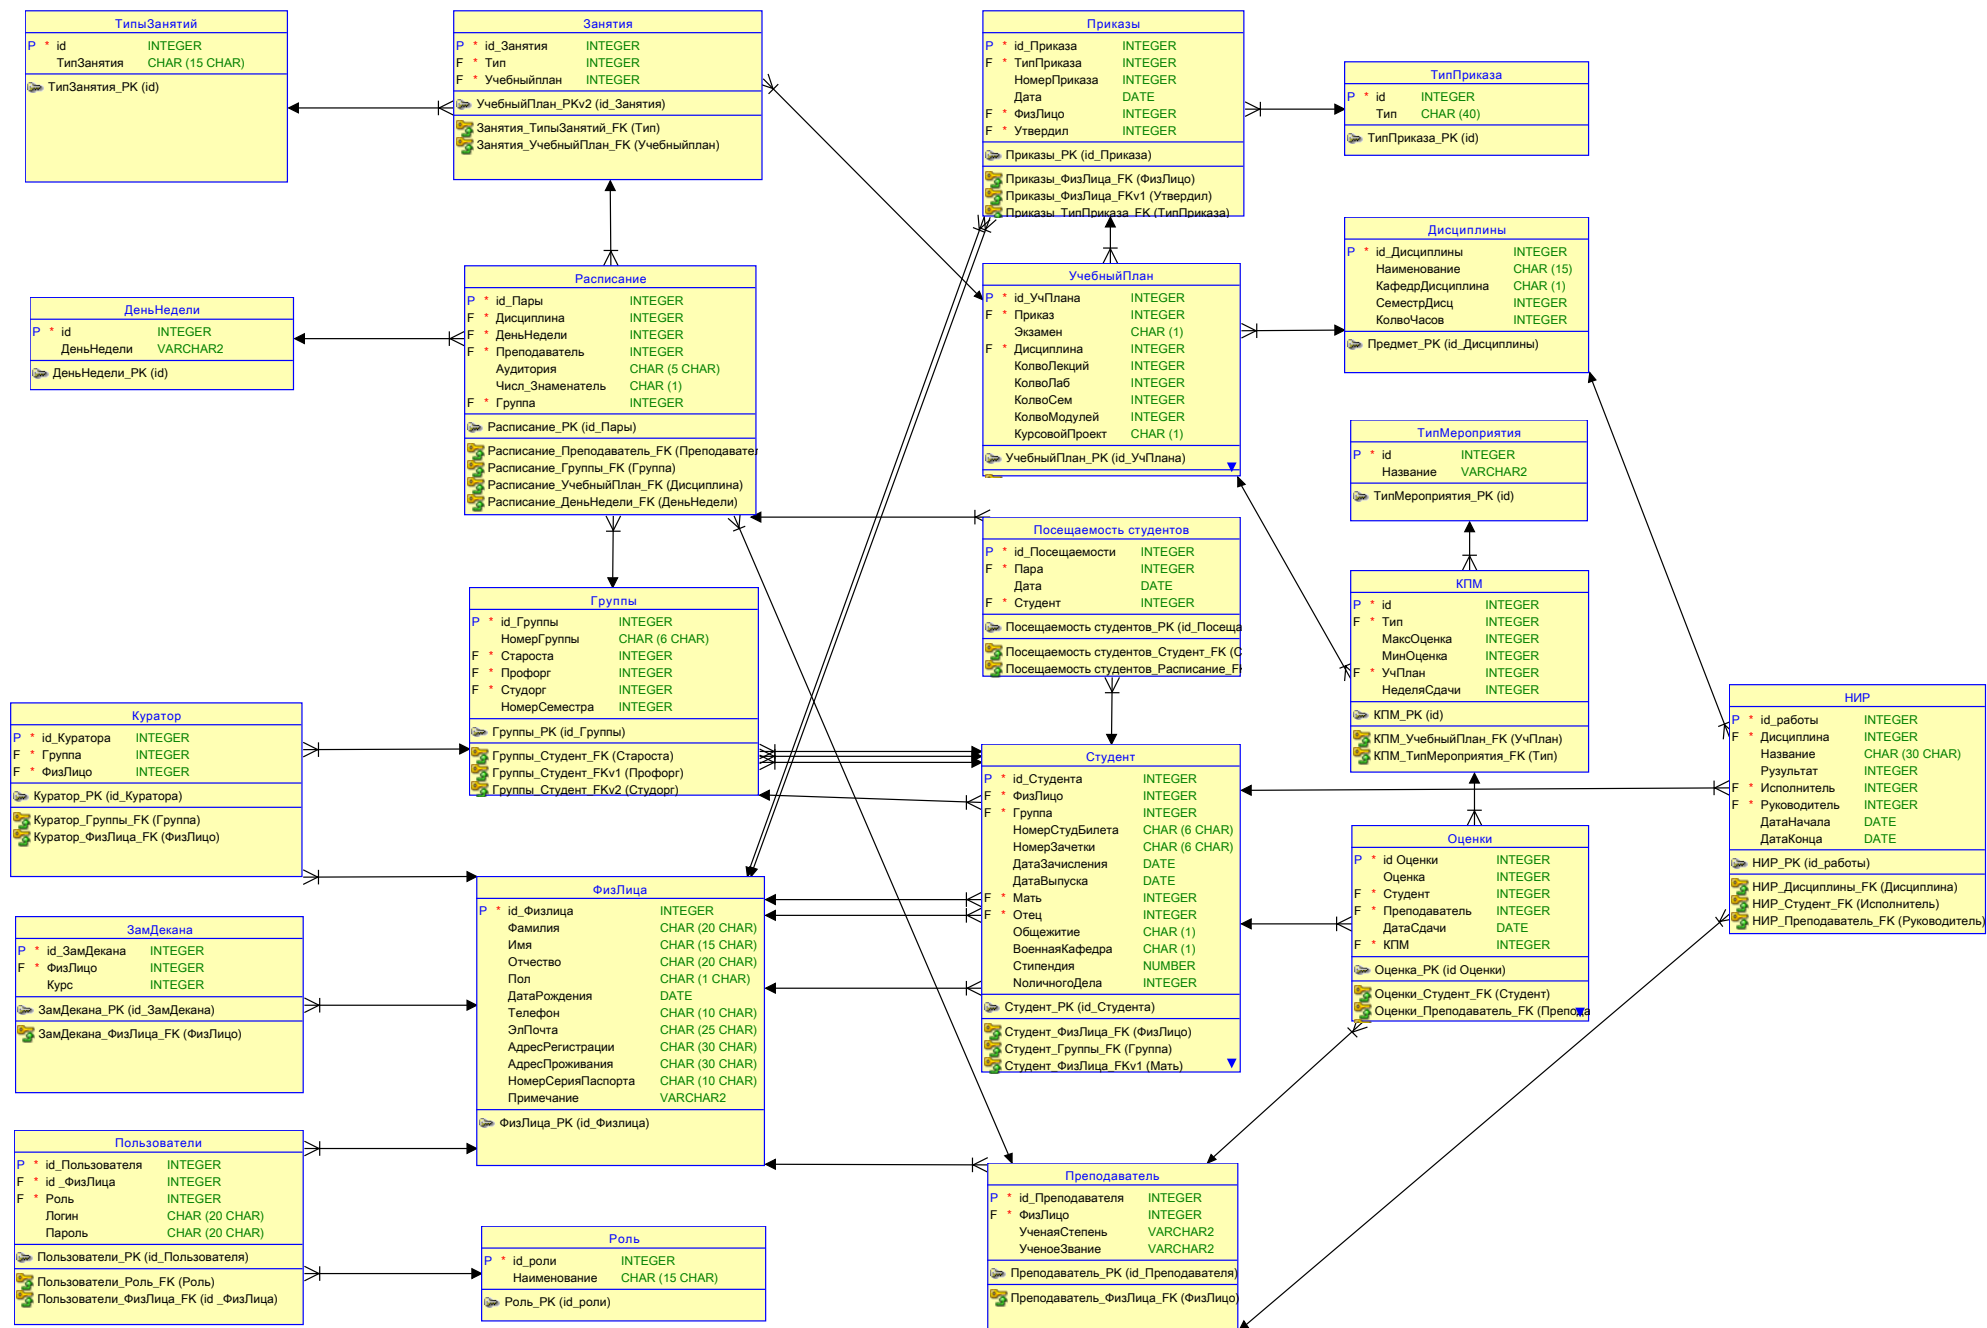 ТипыЗанятий
P * id INTEGER
ТипЗанятия CHAR (15 CHAR)
ТипЗанятия_PK (id)
Занятия
P * id_Занятия INTEGER
F * Тип INTEGER
F * Учебныйплан INTEGER
УчебныйПлан_PKv2 (id_Занятия)
Занятия_ТипыЗанятий_FK (Тип)
Занятия_УчебныйПлан_FK (Учебныйплан)
Приказы
P * id_Приказа INTEGER
F * ТипПриказа INTEGER
НомерПриказа INTEGER
Дата DATE
F * ФизЛицо INTEGER
F * Утвердил INTEGER
Приказы_PK (id_Приказа)
Приказы_ФизЛица_FK (ФизЛицо)
Приказы_ФизЛица_FKv1 (Утвердил)
Приказы_ТипПриказа_FK (ТипПриказа)
ТипПриказа
P * id INTEGER
Тип CHAR (40)
ТипПриказа_PK (id)
Дисциплины
P * id_Дисциплины INTEGER
Наименование CHAR (15)
КафедрДисциплина CHAR (1)
СеместрДисц INTEGER
КолвоЧасов INTEGER
Предмет_PK (id_Дисциплины)
ДеньНедели
P * id INTEGER
ДеньНедели VARCHAR2
ДеньНедели_PK (id)
Расписание
P * id_Пары INTEGER
F * Дисциплина INTEGER
F * ДеньНедели INTEGER
F * Преподаватель INTEGER
Аудитория CHAR (5 CHAR)
Числ_Знаменатель CHAR (1)
F * Группа INTEGER
Расписание_PK (id_Пары)
Расписание_Преподаватель_FK (Преподавател
Расписание_Группы_FK (Группа)
Расписание_УчебныйПлан_FK (Дисциплина)
Расписание_ДеньНедели_FK (ДеньНедели)
УчебныйПлан
P * id_УчПлана INTEGER
F * Приказ INTEGER
Экзамен CHAR (1)
F * Дисциплина INTEGER
КолвоЛекций INTEGER
КолвоЛаб INTEGER
КолвоСем INTEGER
КолвоМодулей INTEGER
КурсовойПроект CHAR (1)
УчебныйПлан_PK (id_УчПлана)
ТипМероприятия
P * id INTEGER
Название VARCHAR2
ТипМероприятия_PK (id)
Посещаемость студентов
P * id_Посещаемости INTEGER
F * Пара INTEGER
Дата DATE
F * Студент INTEGER
Посещаемость студентов_PK (id_Посеща
Посещаемость студентов_Студент_FK (С
Посещаемость студентов_Расписание_F
КПМ
P * id INTEGER
F * Тип INTEGER
МаксОценка INTEGER
МинОценка INTEGER
F * УчПлан INTEGER
НеделяСдачи INTEGER
КПМ_PK (id)
КПМ_УчебныйПлан_FK (УчПлан)
КПМ_ТипМероприятия_FK (Тип)
Группы
P * id_Группы INTEGER
НомерГруппы CHAR (6 CHAR)
F * Староста INTEGER
F * Профорг INTEGER
F * Студорг INTEGER
НомерСеместра INTEGER
Группы_PK (id_Группы)
Группы_Студент_FK (Староста)
Группы_Студент_FKv1 (Профорг)
Группы_Студент_FKv2 (Студорг)
НИР
P * id_работы INTEGER
F * Дисциплина INTEGER
Название CHAR (30 CHAR)
Рузультат INTEGER
F * Исполнитель INTEGER
F * Руководитель INTEGER
ДатаНачала DATE
ДатаКонца DATE
НИР_PK (id_работы)
НИР_Дисциплины_FK (Дисциплина)
НИР_Студент_FK (Исполнитель)
НИР_Преподаватель_FK (Руководитель)
Куратор
P * id_Куратора INTEGER
F * Группа INTEGER
F * ФизЛицо INTEGER
Куратор_PK (id_Куратора)
Куратор_Группы_FK (Группа)
Куратор_ФизЛица_FK (ФизЛицо)
Студент
P * id_Студента INTEGER
F * ФизЛицо INTEGER
F * Группа INTEGER
НомерСтудБилета CHAR (6 CHAR)
НомерЗачетки CHAR (6 CHAR)
ДатаЗачисления DATE
ДатаВыпуска DATE
F * Мать INTEGER
F * Отец INTEGER
Общежитие CHAR (1)
ВоеннаяКафедра CHAR (1)
Стипендия NUMBER
NоличногоДела INTEGER
Студент_PK (id_Студента)
Студент_ФизЛица_FK (ФизЛицо)
Студент_Группы_FK (Группа)
Студент_ФизЛица_FKv1 (Мать)
Оценки
P * id Оценки INTEGER
Оценка INTEGER
F * Студент INTEGER
F * Преподаватель INTEGER
ДатаСдачи DATE
F * КПМ INTEGER
Оценка_PK (id Оценки)
Оценки_Студент_FK (Студент)
Оценки_Преподаватель_FK (Препода
ФизЛица
P * id_Физлица INTEGER
Фамилия CHAR (20 CHAR)
Имя CHAR (15 CHAR)
Отчество CHAR (20 CHAR)
Пол CHAR (1 CHAR)
ДатаРождения DATE
Телефон CHAR (10 CHAR)
ЭлПочта CHAR (25 CHAR)
АдресРегистрации CHAR (30 CHAR)
АдресПроживания CHAR (30 CHAR)
НомерСерияПаспорта CHAR (10 CHAR)
Примечание VARCHAR2
ФизЛица_PK (id_Физлица)
ЗамДекана
P * id_ЗамДекана INTEGER
F * ФизЛицо INTEGER
Курс INTEGER
ЗамДекана_PK (id_ЗамДекана)
ЗамДекана_ФизЛица_FK (ФизЛицо)
Пользователи
P * id_Пользователя INTEGER
F * id _ФизЛица INTEGER
F * Роль INTEGER
Логин CHAR (20 CHAR)
Пароль CHAR (20 CHAR)
Пользователи_PK (id_Пользователя)
Пользователи_Роль_FK (Роль)
Пользователи_ФизЛица_FK (id _ФизЛица)
Роль
P * id_роли INTEGER
Наименование CHAR (15 CHAR)
Роль_PK (id_роли)
Преподаватель
P * id_Преподавателя INTEGER
F * ФизЛицо INTEGER
УченаяСтепень VARCHAR2
УченоеЗвание VARCHAR2
Преподаватель_PK (id_Преподавателя)
Преподаватель_ФизЛица_FK (ФизЛицо)